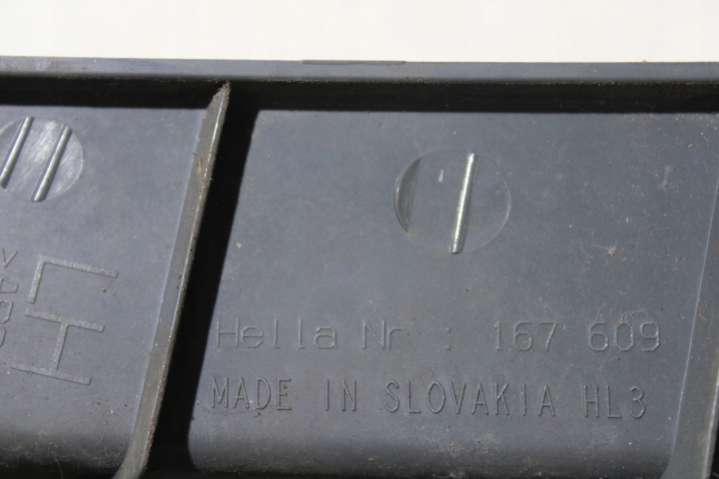 Hella Nr : 167 609
MADE IN SLOVAKIA HL3